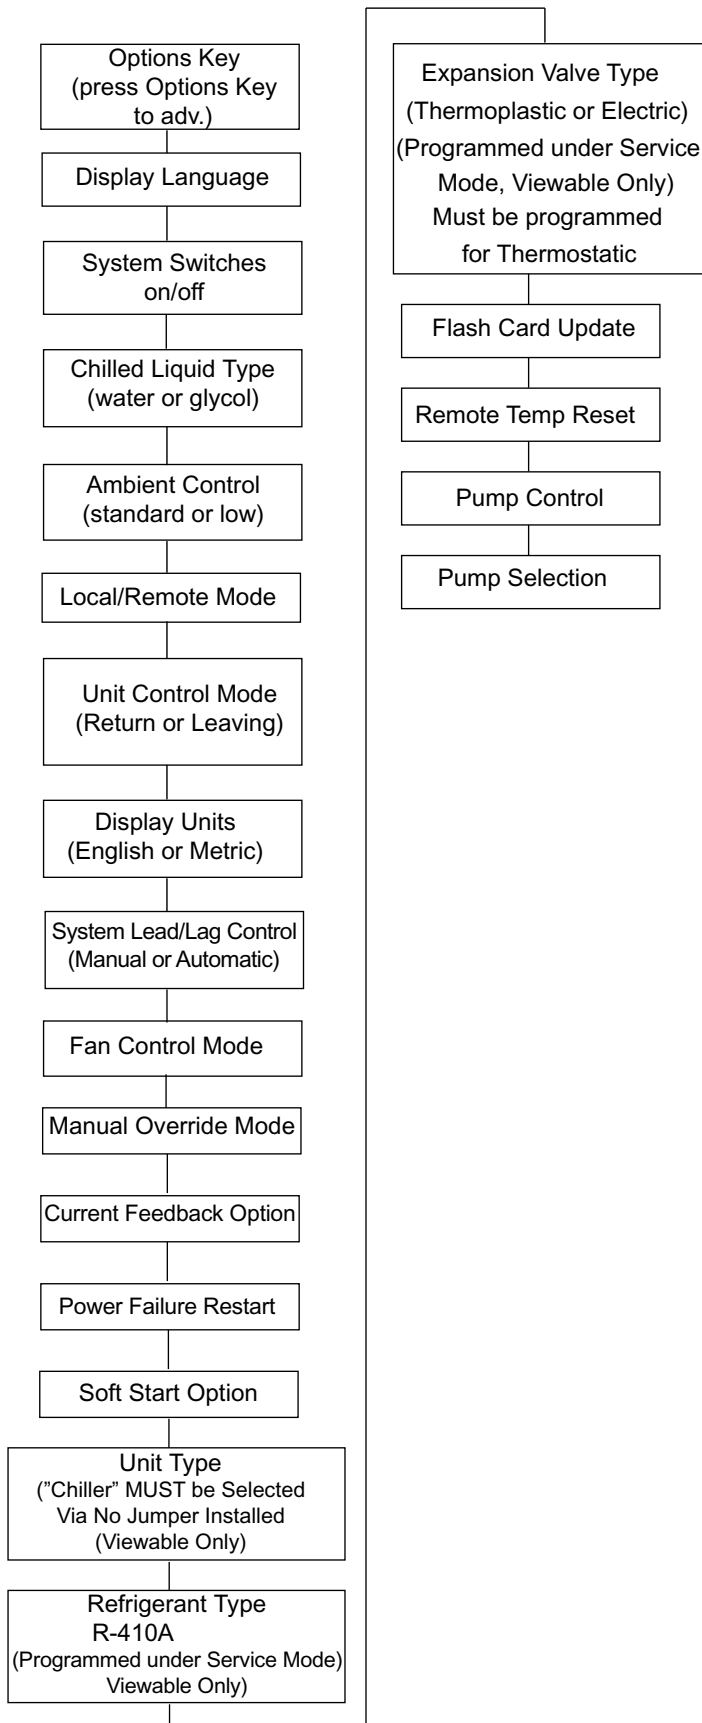 Options Key
(press Options Key
to adv.)
Display Language
System Switches
on/off
Chilled Liquid Type
(water or glycol)
Ambient Control
(standard or low)
Local/Remote Mode
Unit Control Mode
(Return or Leaving)
Display Units
(English or Metric)
System Lead/Lag Control
(Manual or Automatic)
Fan Control Mode
Manual Override Mode
Current Feedback Option
Power Failure Restart
Soft Start Option
Unit Type
("Chiller” MUST be Selected
Via No Jumper Installed
(Viewable Only)
Refrigerant Type
R-410A
(Programmed under Service Mode)
Viewable Only)
Expansion Valve Type
(Thermoplastic or Electric)
(Programmed under Service
Mode, Viewable Only)
Must be programmed
for Thermostatic
Flash Card Update
Remote Temp Reset
Pump Control
Pump Selection